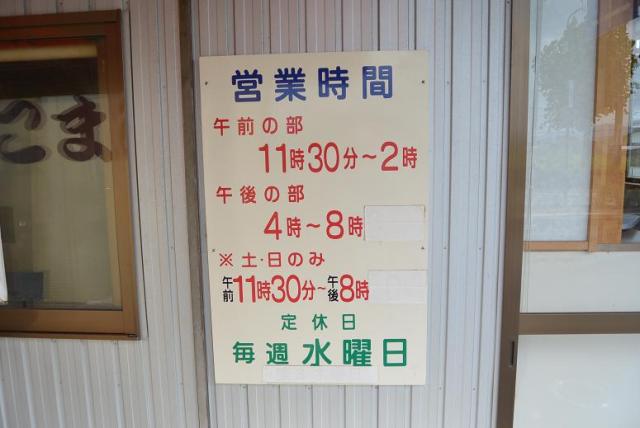 こま
営業時間
午前の部
11時30分～2時
午後の部
4時～8時
※土・日のみ
午前11時30分～午後8時
定休日
毎週水曜日